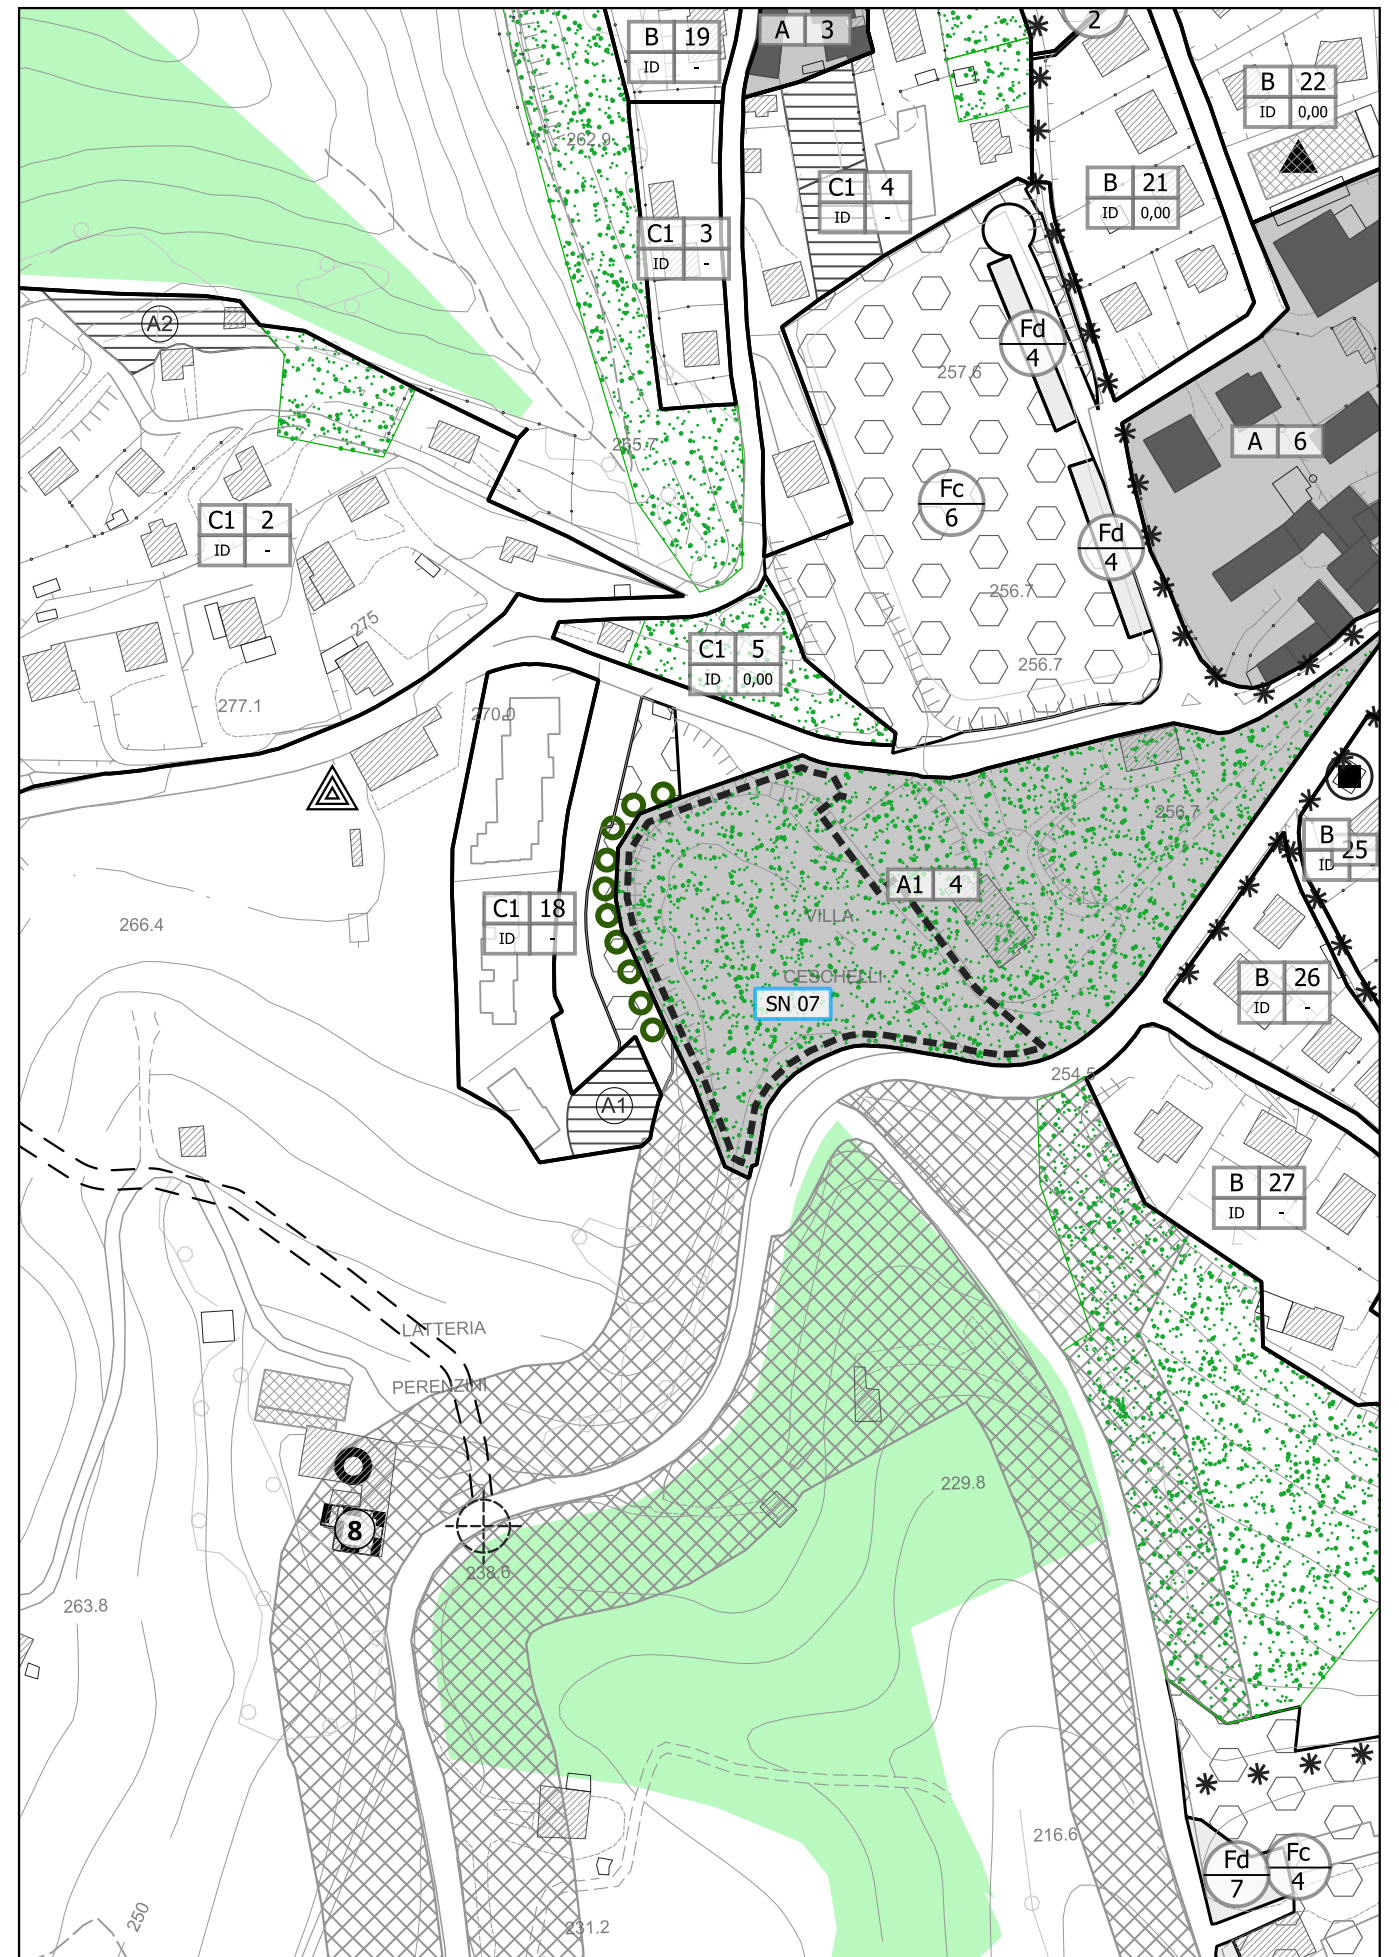 2
B 19
ID -
A 3
B 22
ID 0,00
262.9
C1 4
ID -
B 21
ID 0,00
C1 3
ID -
A2
Fd
4
257.6
A 6
265.7
Fc
6
C1 2
ID -
Fd
4
256.7
275
C1 5
ID 0,00
256.7
277.1
270.0
256.7
B 25
ID -
A1 4
C1 18
ID -
VILLA
266.4
CESCHELLI
B 26
ID -
SN 07
254.5
A1
B 27
ID -
LATTERIA
PERENZINI
229.8
8
238.6
263.8
216.6
Fd
7
Fc
4
250
231.2